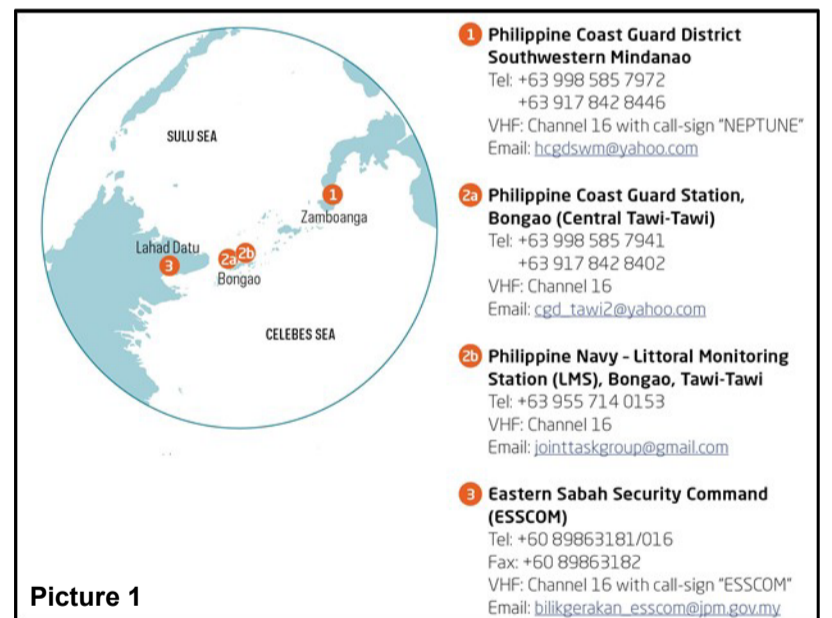 SULU SEA
1
Zamboanga
Lahad Datu
3
2a
2b
Bongao
CELEBES SEA
Picture 1
1 Philippine Coast Guard District
Southwestern Mindanao
Tel: +63 998 585 7972
+63 917 842 8446
VHF: Channel 16 with call-sign "NEPTUNE"
Email: hcgdswm@yahoo.com
2a Philippine Coast Guard Station,
Bongao (Central Tawi-Tawi)
Tel: +63 998 585 7941
+63 917 842 8402
VHF: Channel 16
Email: cgd_tawi2@yahoo.com
2b Philippine Navy - Littoral Monitoring
Station (LMS), Bongao, Tawi-Tawi
Tel: +63 955 714 0153
VHF: Channel 16
Email: jointtaskgroup@gmail.com
3 Eastern Sabah Security Command
(ESSCOM)
Tel: +60 89863181/016
Fax: +60 89863182
VHF: Channel 16 with call-sign "ESSCOM"
Email: bilikgerakan_esscom@jpm.gov.my